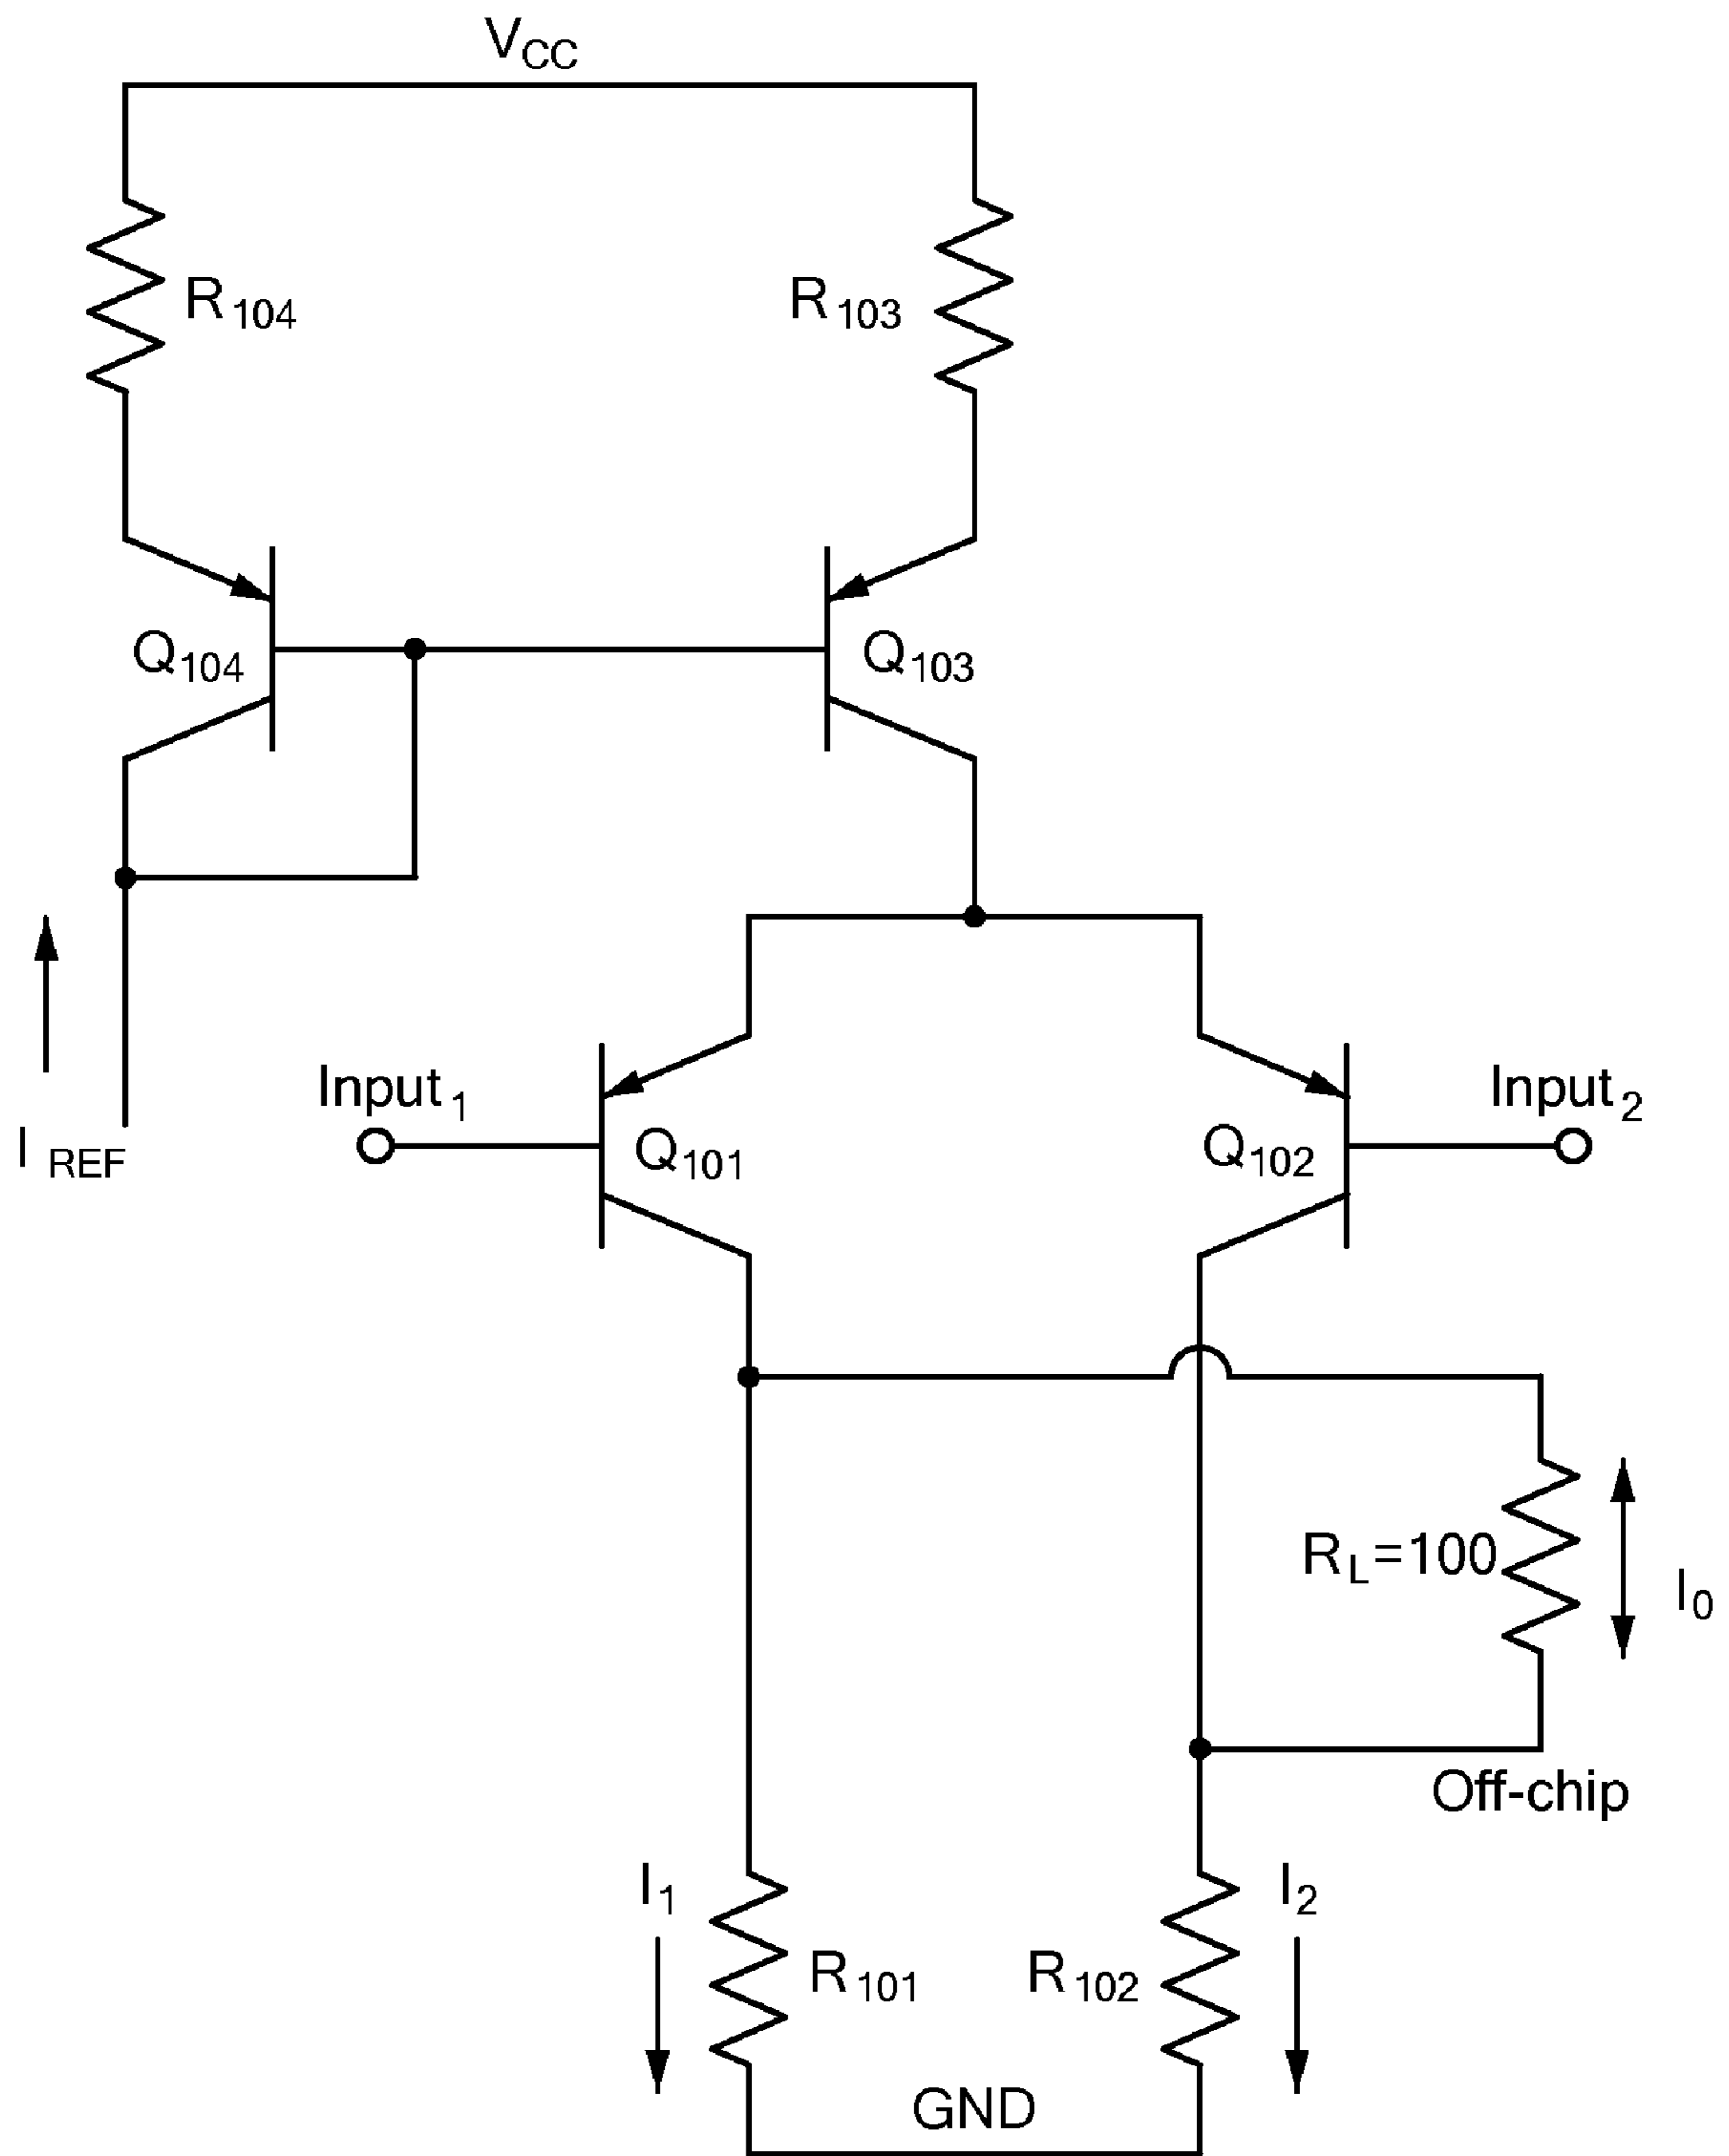 VCC
R104
R103
Q104
Q103
Input1
Input2
I REF
Q101
Q102
RL=100
I0
Off-chip
I1
I2
R101
R102
GND